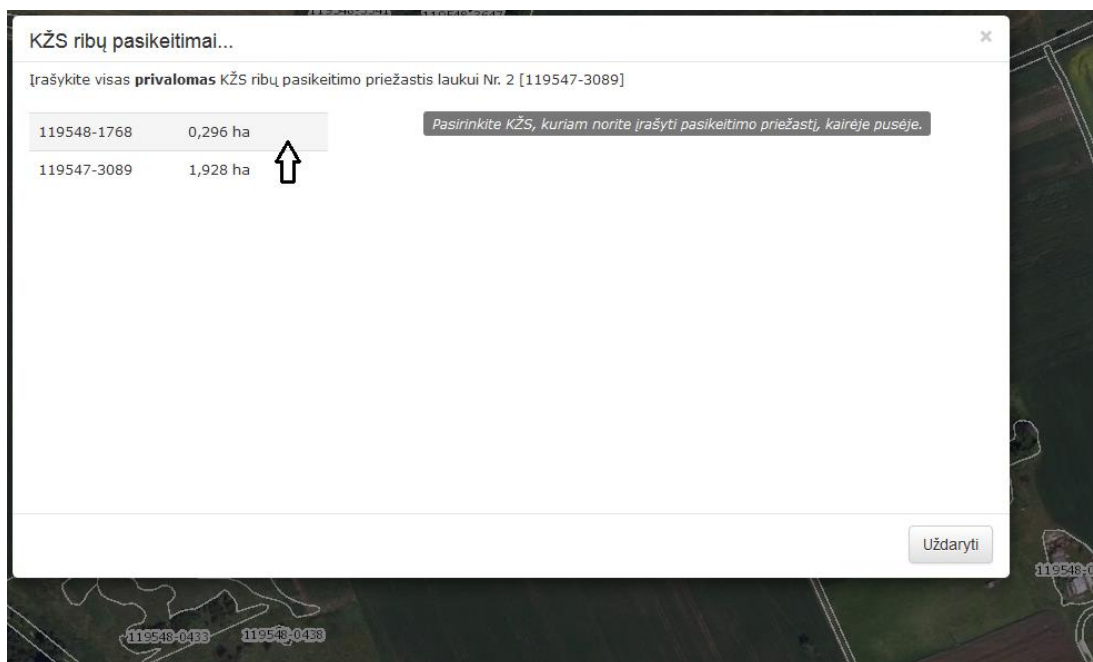 KŽS ribų pasikeitimai...
×
Įrašykite visas privalomas KŽS ribų pasikeitimo priežastis laukui Nr. 2 [119547-3089]
119548-1768 0,296 ha
Pasirinkite KŽS, kuriam norite įrašyti pasikeitimo priežastį, kairėje pusėje.
119547-3089 1,928 ha
Uždaryti
119548-0433 119548-0438